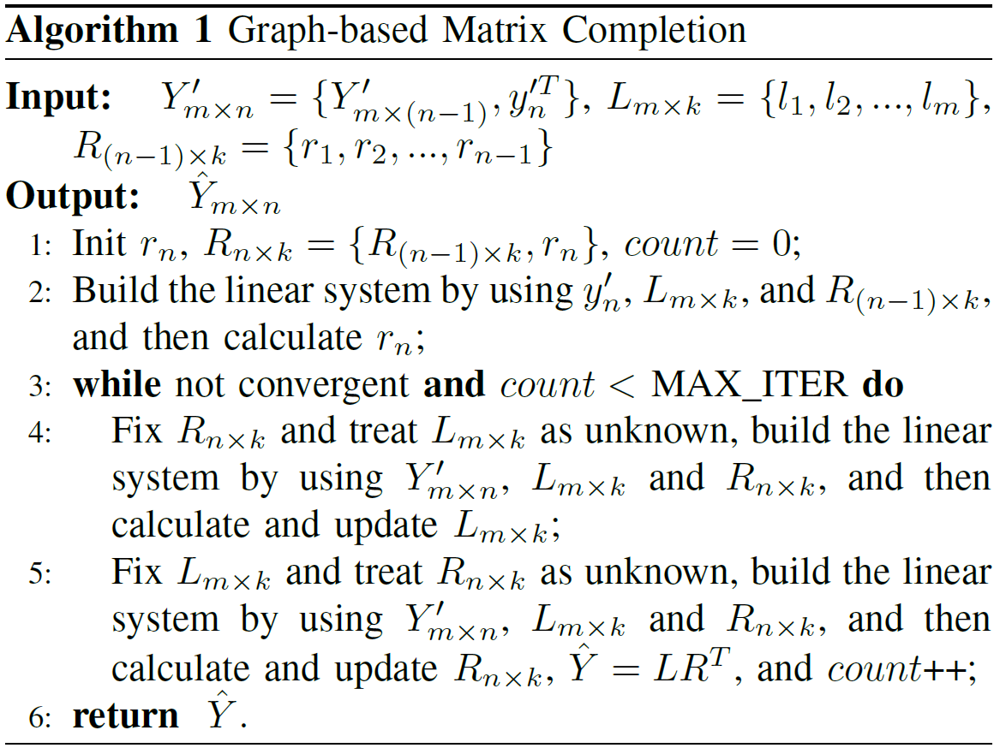 Algorithm 1 Graph-based Matrix Completion
Input: $Y'_{m \times n} = \{Y'_{m \times (n-1)}, y'^T_n\}$, $L_{m \times k} = \{l_1, l_2, ..., l_m\}$,
$R_{(n-1) \times k} = \{r_1, r_2, ..., r_{n-1}\}$
Output: $\hat{Y}_{m \times n}$
1: Init $r_n$, $R_{n \times k} = \{R_{(n-1) \times k}, r_n\}$, $count = 0$;
2: Build the linear system by using $y'_n$, $L_{m \times k}$, and $R_{(n-1) \times k}$,
and then calculate $r_n$;
3: while not convergent and $count <$ MAX_ITER do
4: Fix $R_{n \times k}$ and treat $L_{m \times k}$ as unknown, build the linear
system by using $Y'_{m \times n}$, $L_{m \times k}$ and $R_{n \times k}$, and then
calculate and update $L_{m \times k}$;
5: Fix $L_{m \times k}$ and treat $R_{n \times k}$ as unknown, build the linear
system by using $Y'_{m \times n}$, $L_{m \times k}$ and $R_{n \times k}$, and then
calculate and update $R_{n \times k}$, $\hat{Y} = LR^T$, and $count$++;
6: return $\hat{Y}$.